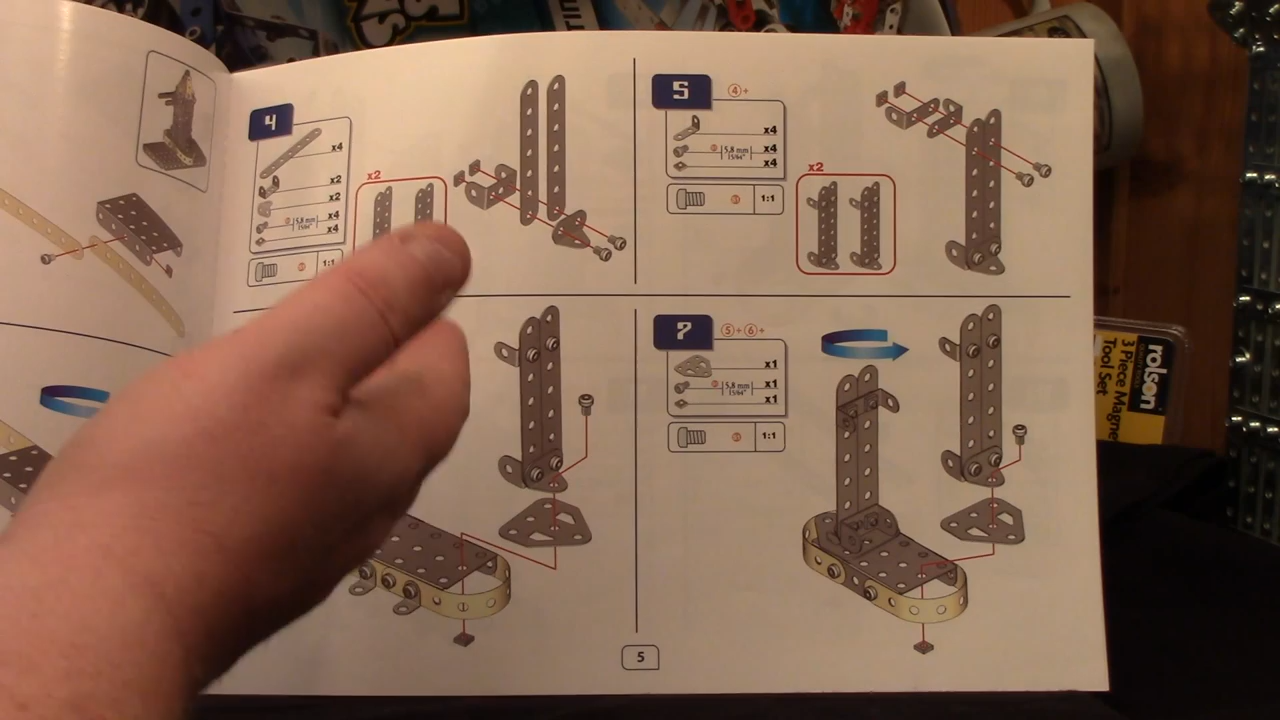 4
x4
x2
x2
5,8 mm
15/64"
x4
x4
1:1
x2
5
4+
x4
5,8 mm
15/64"
x4
x4
1:1
x2
7
5+6+
x1
5,8 mm
15/64"
x1
x1
1:1
5
rolson
3 Piece Magne
Tool Set